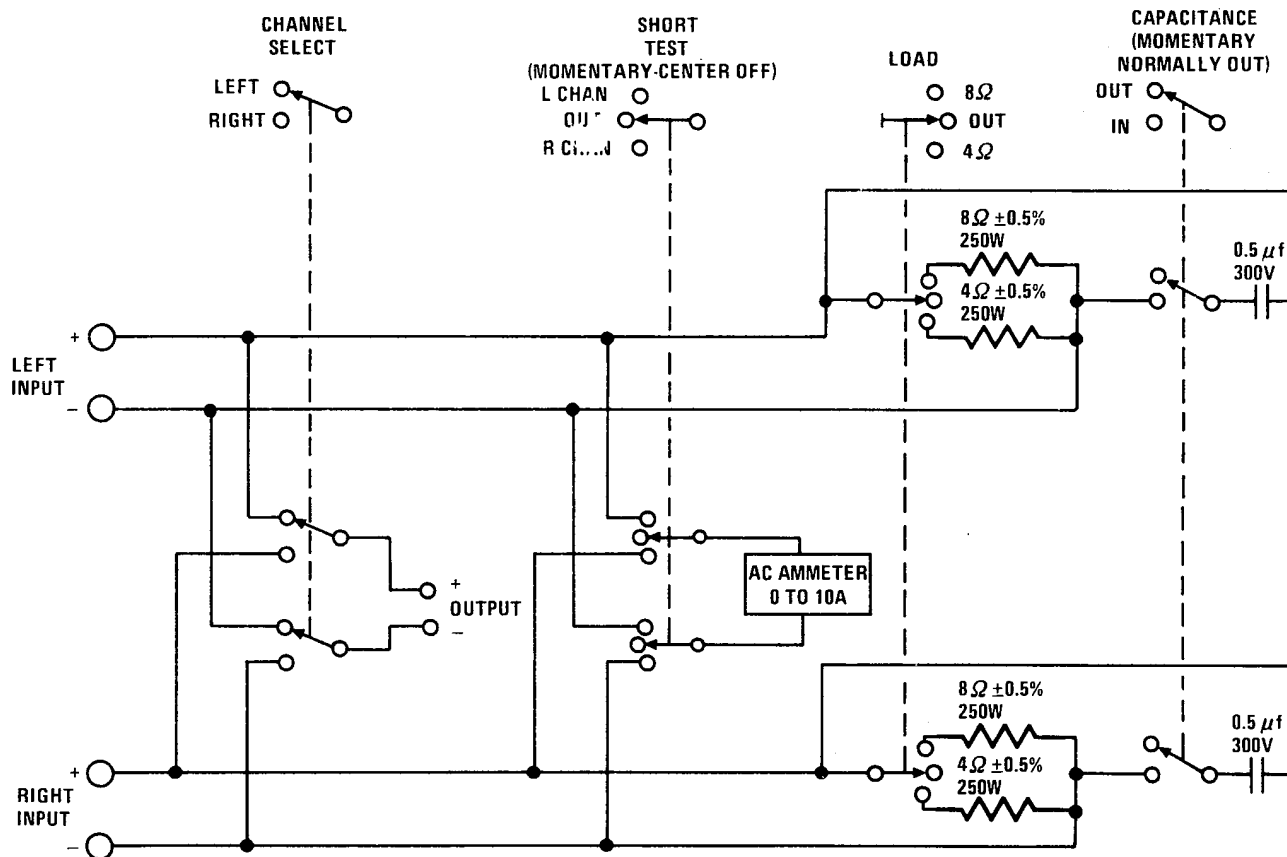 CHANNEL
SELECT
LEFT
RIGHT
SHORT
TEST
(MOMENTARY-CENTER OFF)
L CHAN
R
LOAD
8Ω
OUT
4Ω
CAPACITANCE
(MOMENTARY
NORMALLY OUT)
OUT
IN
8Ω ±0.5%
250W
4Ω ±0.5%
250W
0.5 μf
300V
+
LEFT
INPUT
−
+
OUTPUT
−
AC AMMETER
0 TO 10A
8Ω ±0.5%
250W
4Ω ±0.5%
250W
0.5 μf
300V
+
RIGHT
INPUT
−